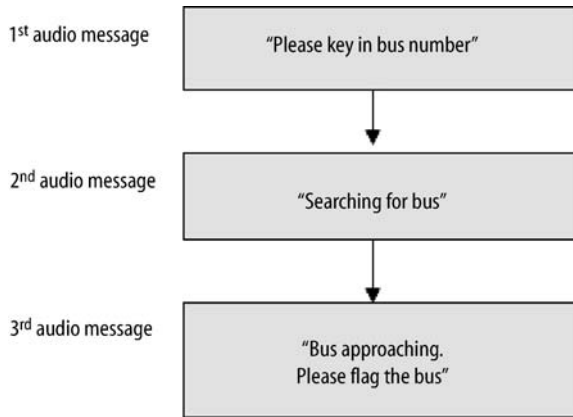 1st audio message
“Please key in bus number”
2nd audio message
“Searching for bus”
3rd audio message
“Bus approaching.
Please flag the bus”